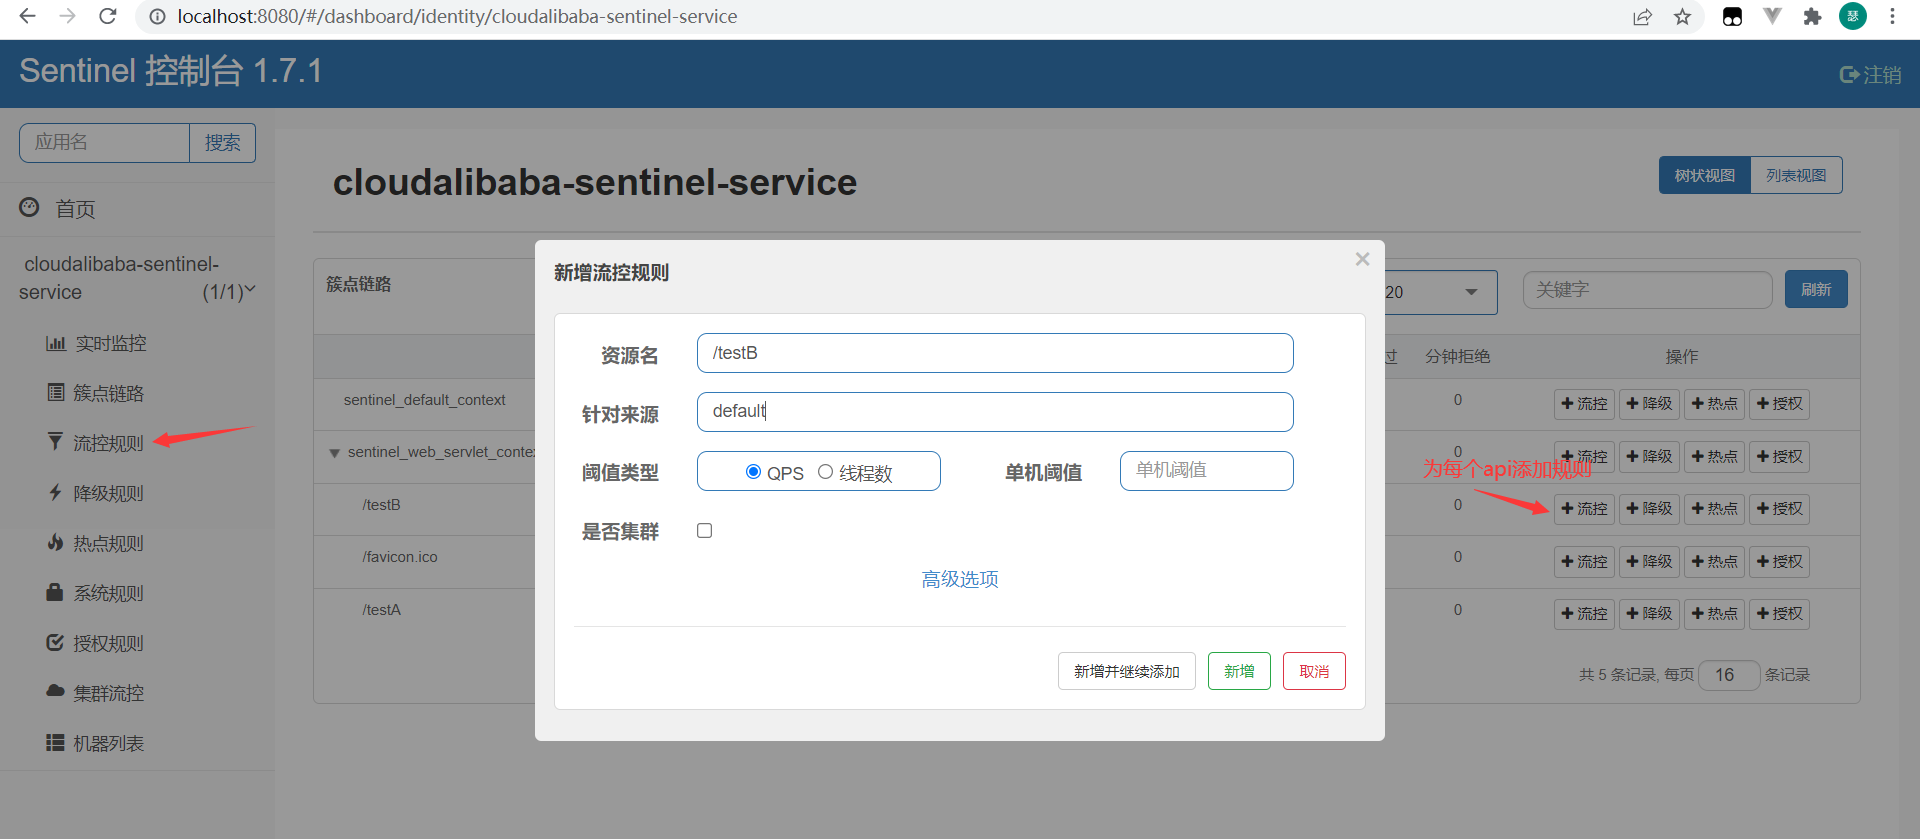 localhost:8080/#/dashboard/identity/cloudalibaba-sentinel-service
瑟
Sentinel 控制台 1.7.1
注销
应用名
搜索
首页
cloudalibaba-sentinel-
service
(1/1)
实时监控
簇点链路
流控规则
降级规则
热点规则
系统规则
授权规则
集群流控
机器列表
cloudalibaba-sentinel-service
树状视图
列表视图
簇点链路
20
关键字
刷新
过
分钟拒绝
操作
sentinel_default_context
0
流控
降级
热点
授权
sentinel_web_servlet_conte
0
流控
降级
热点
授权
为每个api添加规则
/testB
0
流控
降级
热点
授权
/favicon.ico
0
流控
降级
热点
授权
/testA
0
流控
降级
热点
授权
共 5 条记录, 每页
16
条记录
新增流控规则
×
资源名
/testB
针对来源
default
阈值类型
QPS
线程数
单机阈值
单机阈值
是否集群
高级选项
新增并继续添加
新增
取消